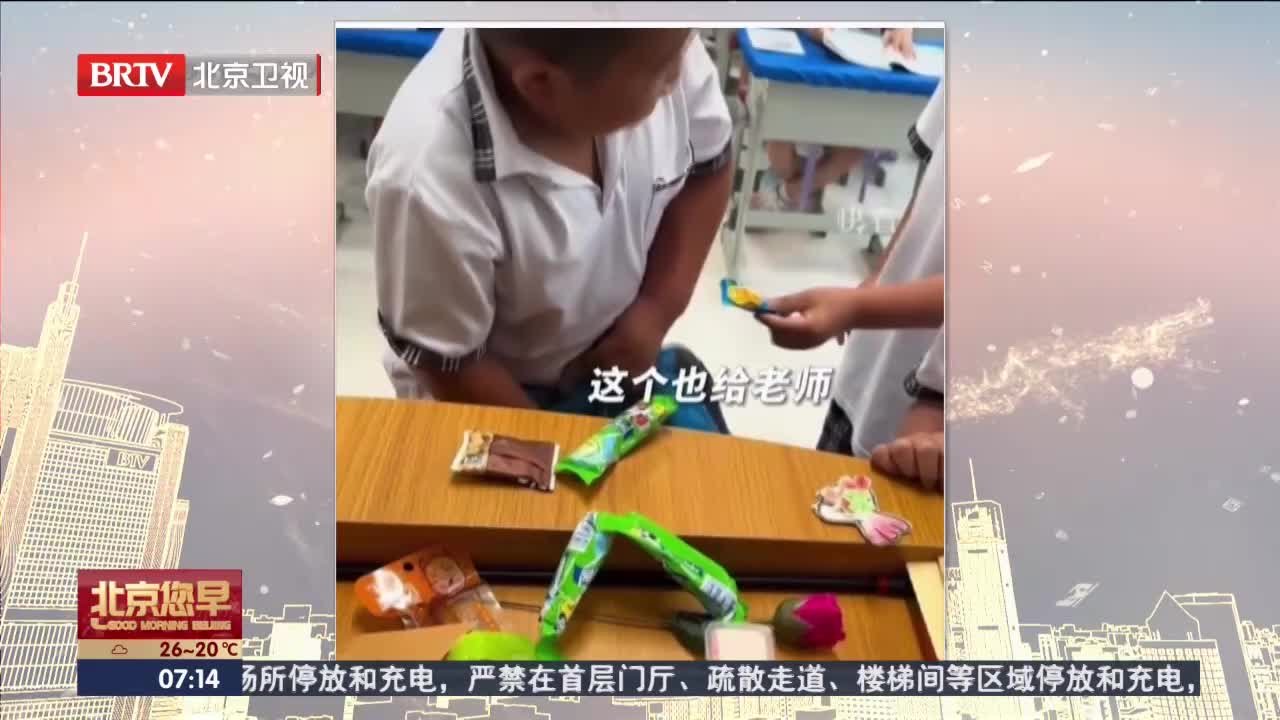 BRTV 北京卫视
这个也给老师
BTV
北京您早
GOOD MORNING BEIJING
26~20℃
07:14
场所停放和充电，严禁在首层门厅、疏散走道、楼梯间等区域停放和充电，